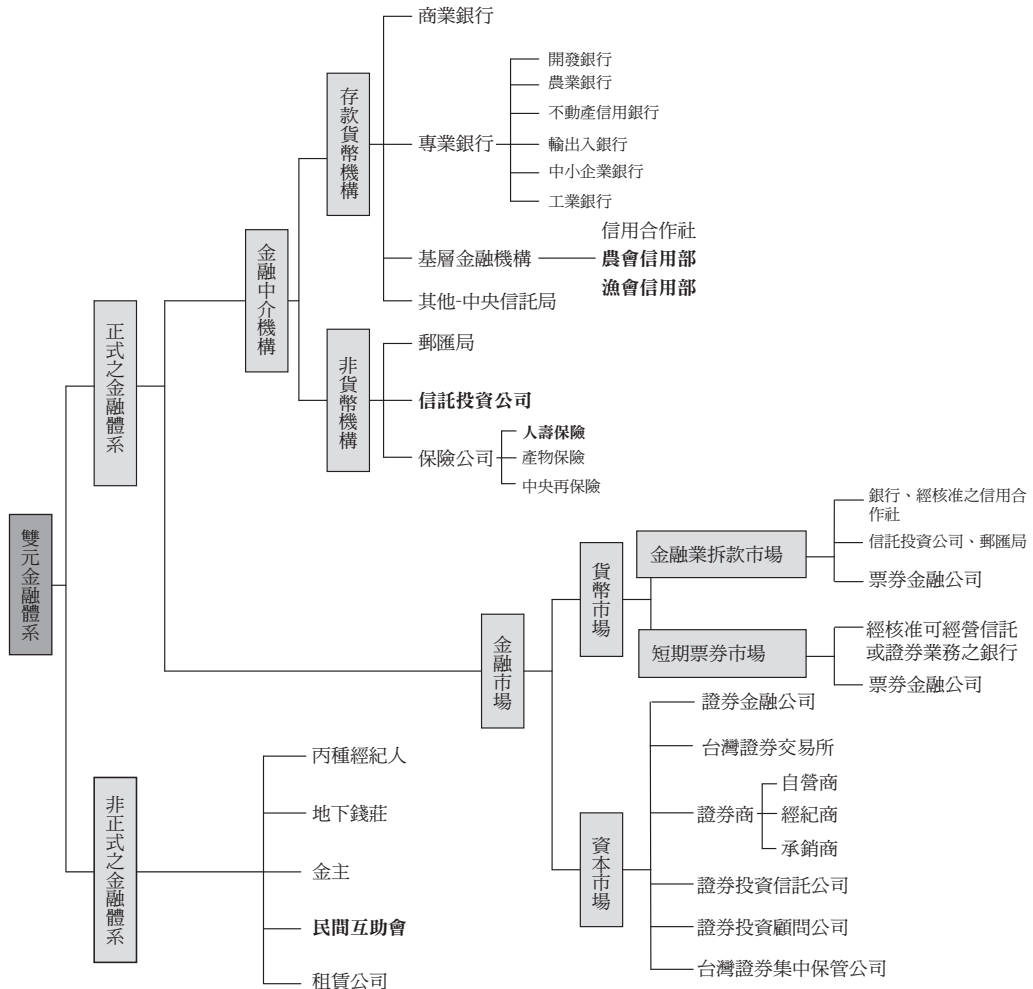 雙元金融體系
正式之金融體系
金融中介機構
存款貨幣機構
商業銀行
專業銀行
開發銀行
農業銀行
不動產信用銀行
輸出入銀行
中小企業銀行
工業銀行
基層金融機構
信用合作社
農會信用部
漁會信用部
其他-中央信託局
非貨幣機構
郵匯局
信託投資公司
保險公司
人壽保險
產物保險
中央再保險
金融市場
貨幣市場
金融業拆款市場
銀行、經核准之信用合
作社
信託投資公司、郵匯局
票券金融公司
短期票券市場
經核准可經營信託
或證券業務之銀行
票券金融公司
資本市場
證券金融公司
台灣證券交易所
證券商
自營商
經紀商
承銷商
證券投資信託公司
證券投資顧問公司
台灣證券集中保管公司
非正式之金融體系
丙種經紀人
地下錢莊
金主
民間互助會
租賃公司